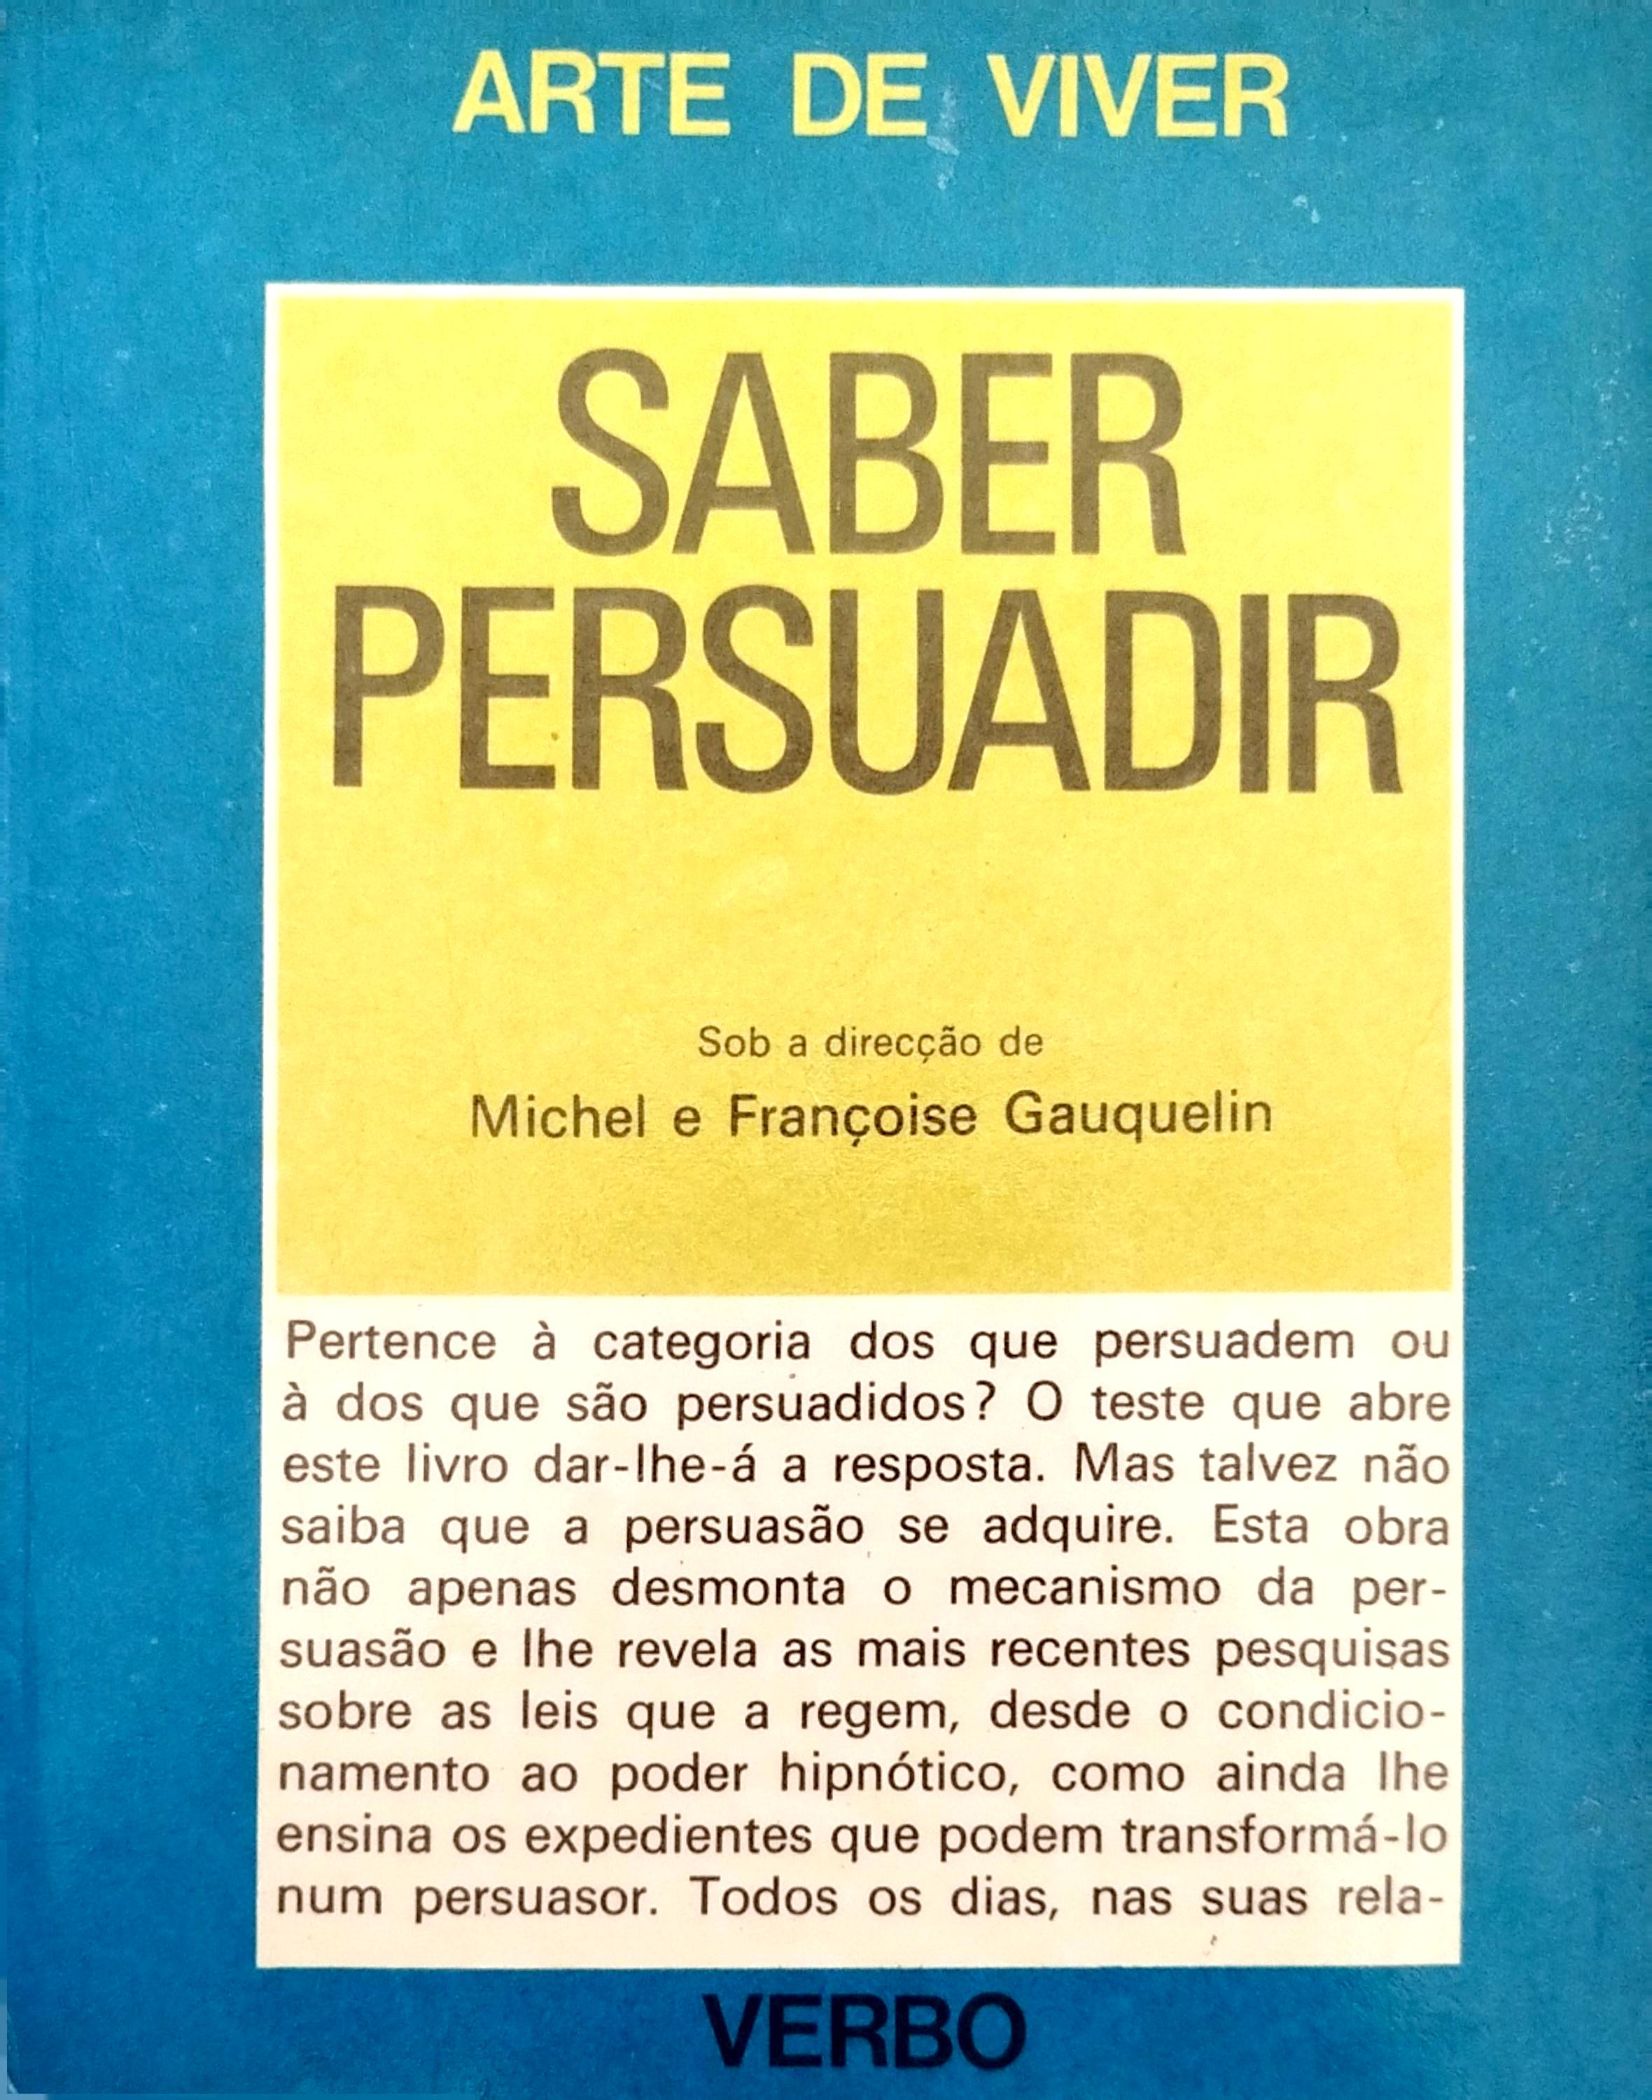 ARTE DE VIVER
SABER
PERSUADIR
Sob a direcção de
Michel e Françoise Gauquelin
Pertence à categoria dos que persuadem ou
à dos que são persuadidos? O teste que abre
este livro dar-lhe-á a resposta. Mas talvez não
saiba que a persuasão se adquire. Esta obra
não apenas desmonta o mecanismo da per-
suasão e lhe revela as mais recentes pesquisas
sobre as leis que a regem, desde o condicio-
namento ao poder hipnótico, como ainda lhe
ensina os expedientes que podem transformá-lo
num persuasor. Todos os dias, nas suas rela-
VERBO